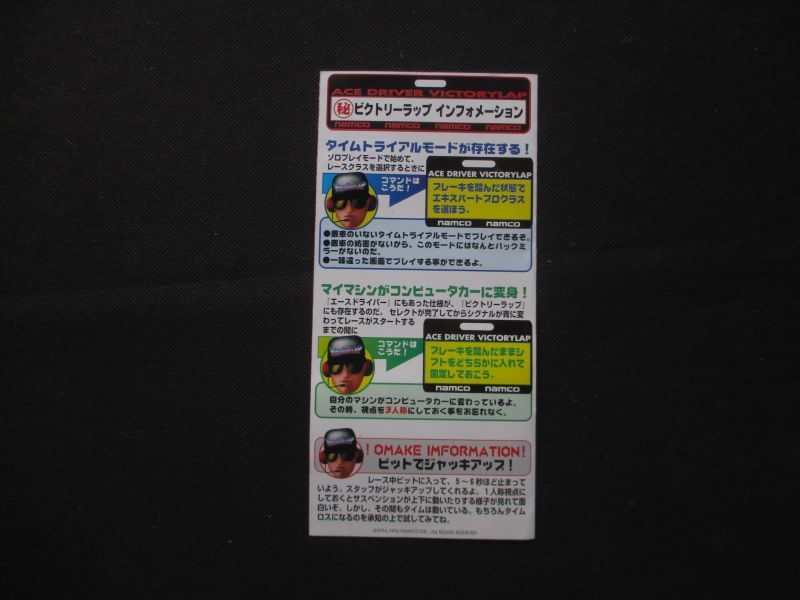 ACE DRIVER VICTORYLAP
㊙ビクトリーラップ インフォメーション
namco namco namco namco
タイムトライアルモードが存在する！
ソロプレイモードで始めて、
レースクラスを選択するときに
コマンドは
こうだ！
ACE DRIVER VICTORYLAP
ブレーキを踏んだ状態で
エキスパートプロクラス
を選ぼう。
namco namco
●敵車のいないタイムトライアルモードでプレイできるぞ。
●敵車の妨害がないから、このモードにはなんとバックミ
ラーがないのだ。
●一味違った画面でプレイする事ができるよ。
マイマシンがコンピュータカーに変身！
「エースドライバー」にもあった仕様が、「ビクトリーラップ」
にも存在するのだ。セレクトが完了してからシグナルが青に変
わってレースがスタートする
までの間に
コマンドは
こうだ！
ACE DRIVER VICTORYLAP
ブレーキを踏んだままシ
フトをどちらかに入れて
固定しておこう。
namco namco
自分のマシンがコンピュータカーに変わっているよ。
その時、視点を3人称にしておく事をお忘れなく。
！OMAKE IMFORMATION！
ピットでジャッキアップ！
レース中ピットに入って、5〜6秒ほど止まって
いよう。スタッフがジャッキアップしてくれるよ。1人称視点に
しておくとサスペンションが上下に動いたりする様子が見れて面
白いぞ。しかし、その間もタイムは動いている。もちろんタイム
ロスになるのを承知の上で試してみてね。
©1994, 1996 NAMCO LTD., ALL RIGHTS RESERVED